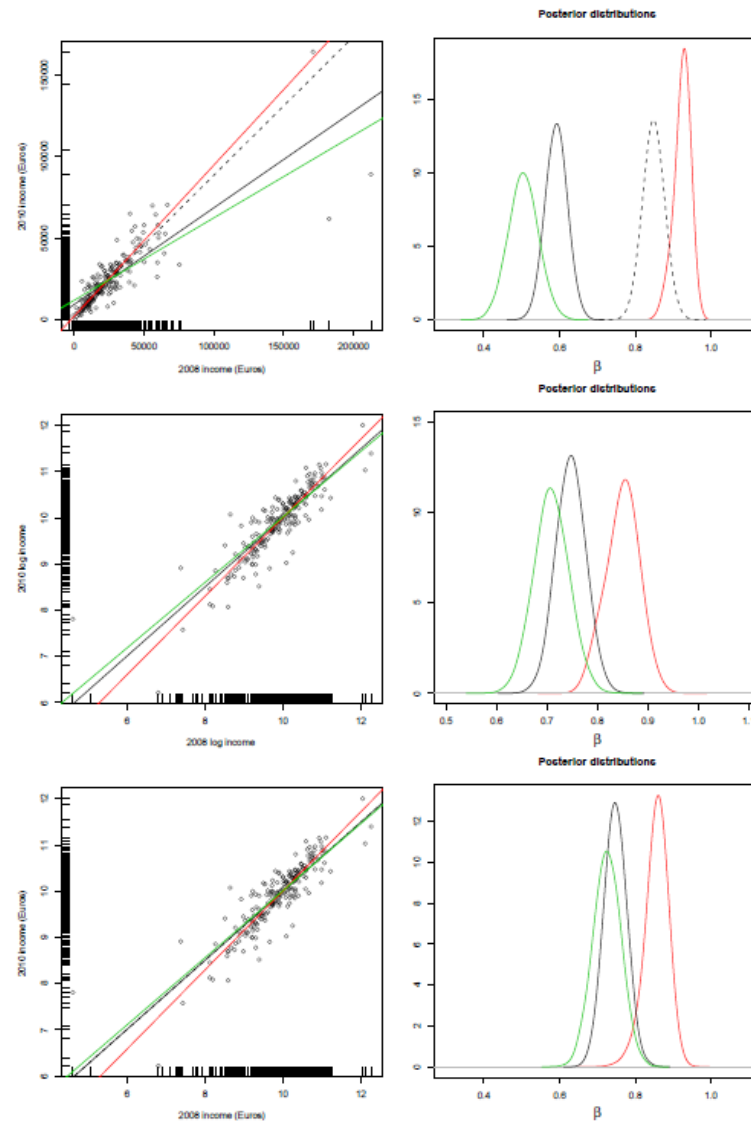 Posterior distributions
2010 income (Euros)
150000
100000
50000
0
0 50000 100000 150000 200000
2008 income (Euros)
15
10
5
0
0.4 0.6 0.8 1.0
β
Posterior distributions
2010 log income
12
11
10
9
8
7
6
6 8 10 12
2008 log income
15
10
5
0
0.5 0.6 0.7 0.8 0.9 1.0
β
Posterior distributions
2010 income (Euros)
12
11
10
9
8
7
6
6 8 10 12
2008 income (Euros)
12
10
8
6
4
2
0
0.4 0.6 0.8 1.0
β